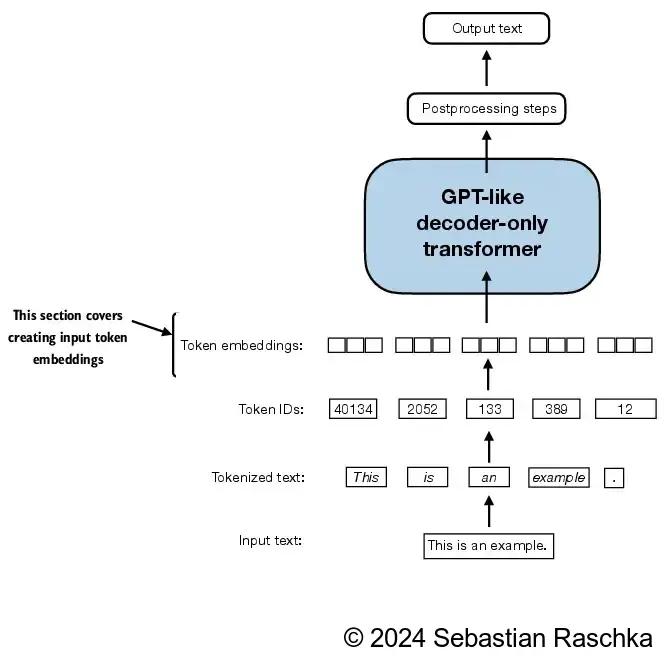 Output text
Postprocessing steps
GPT-like
decoder-only
transformer
This section covers
creating input token
embeddings
Token embeddings:
Token IDs: 40134 2052 133 389 12
Tokenized text: This is an example .
Input text: This is an example.
© 2024 Sebastian Raschka